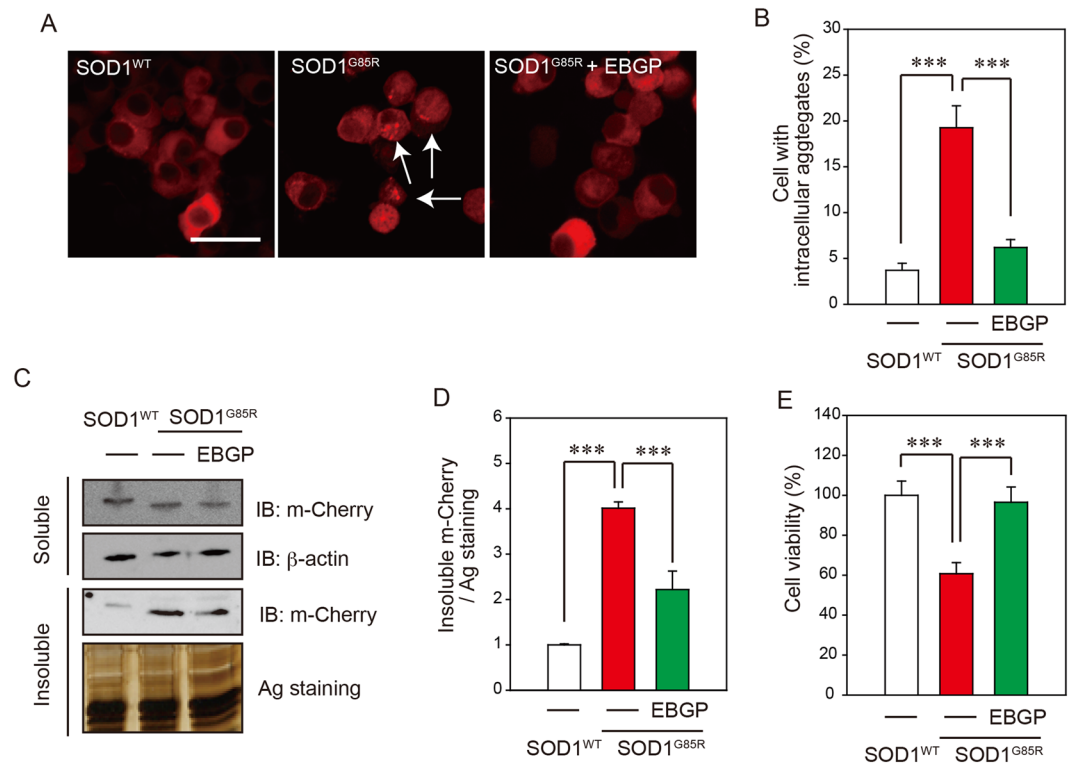 A
SOD1WT
SOD1G85R
SOD1G85R + EBGP
B
Cell with
intracellular aggtegates (%)
30
25
20
15
10
5
0
***
***
EBGP
SOD1WT
SOD1G85R
C
SOD1WT
SOD1G85R
EBGP
Soluble
IB: m-Cherry
IB: β-actin
Insoluble
IB: m-Cherry
Ag staining
D
Insoluble m-Cherry
/ Ag staining
6
5
4
2
1
0
***
***
EBGP
SOD1WT
SOD1G85R
E
Cell viability (%)
140
120
100
80
60
40
20
0
***
***
EBGP
SOD1WT
SOD1G85R